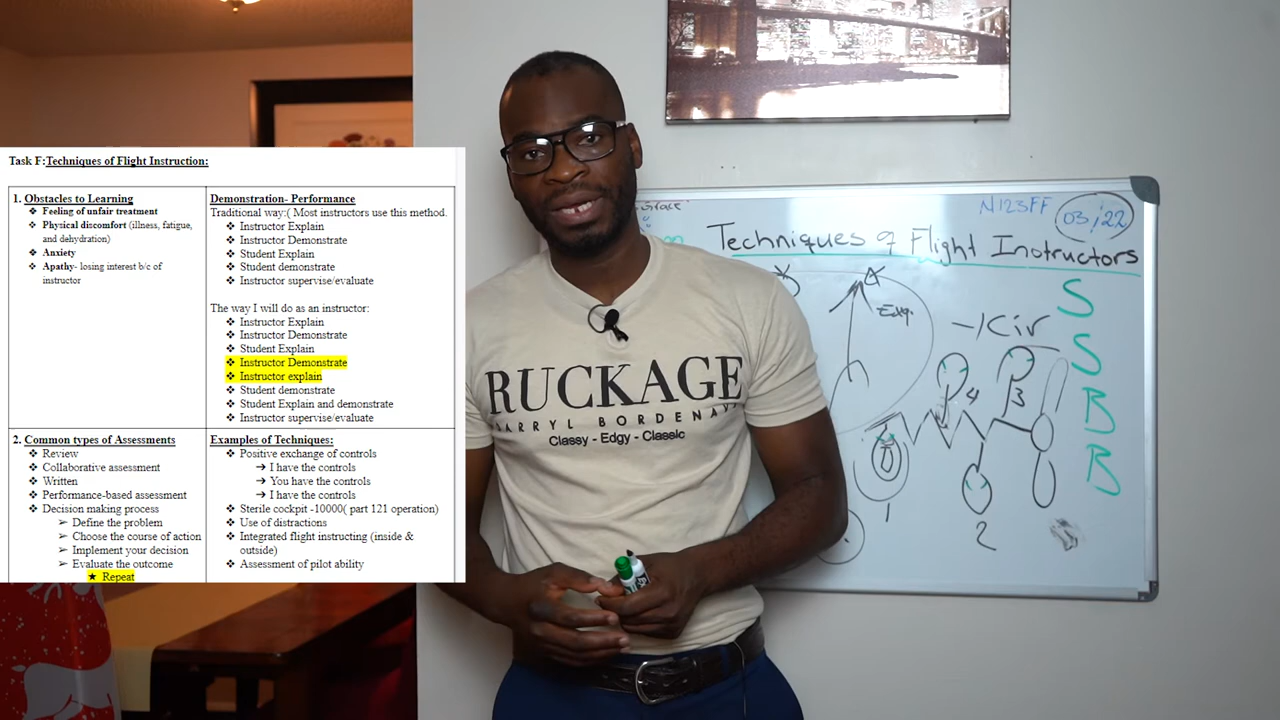 Task F:Techniques of Flight Instruction:
1. Obstacles to Learning
❖ Feeling of unfair treatment
❖ Physical discomfort (illness, fatigue,
and dehydration)
❖ Anxiety
❖ Apathy- losing interest b/c of
instructor
Demonstration- Performance
Traditional way:( Most instructors use this method.
❖ Instructor Explain
❖ Instructor Demonstrate
❖ Student Explain
❖ Student demonstrate
❖ Instructor supervise/evaluate
The way I will do as an instructor:
❖ Instructor Explain
❖ Instructor Demonstrate
❖ Student Explain
❖ Instructor Demonstrate
❖ Instructor explain
❖ Student demonstrate
❖ Student Explain and demonstrate
❖ Instructor supervise/evaluate
2. Common types of Assessments
❖ Review
❖ Collaborative assessment
❖ Written
❖ Performance-based assessment
❖ Decision making process
➢ Define the problem
➢ Choose the course of action
➢ Implement your decision
➢ Evaluate the outcome
★ Repeat
Examples of Techniques:
❖ Positive exchange of controls
➔ I have the controls
➔ You have the controls
➔ I have the controls
❖ Sterile cockpit -10000( part 121 operation)
❖ Use of distractions
❖ Integrated flight instructing (inside &
outside)
❖ Assessment of pilot ability
RUCKAGE
Classy - Edgy - Classic
N123FF
03/22
Techniques of Flight Instructors
S
S
B
B
1
2
3
4